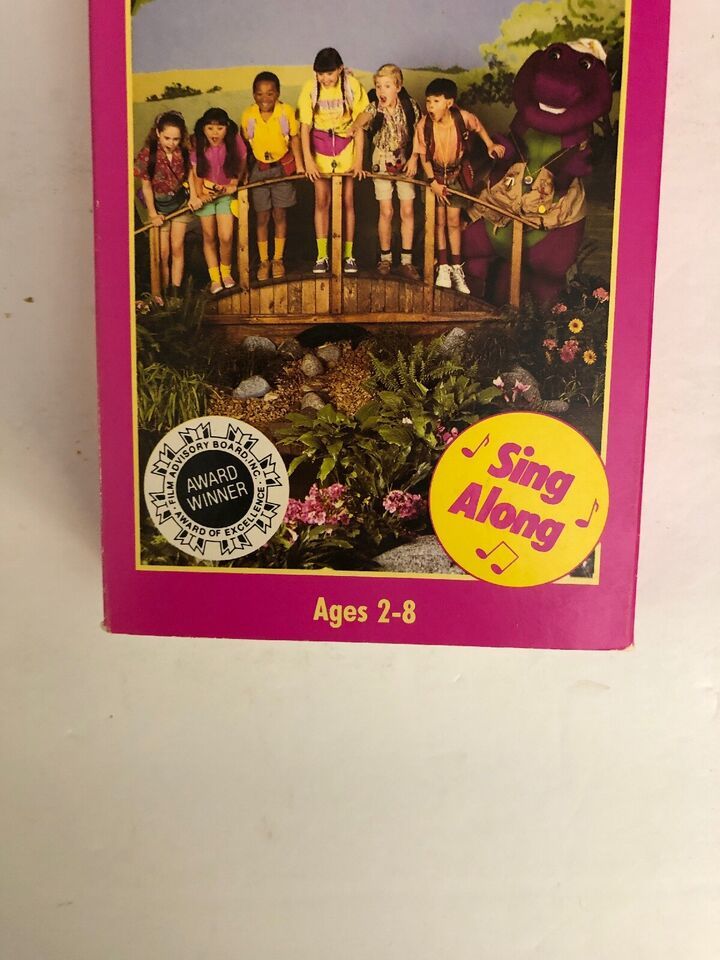 FILM ADVISORY BOARD, INC.
AWARD
WINNER
AWARD OF EXCELLENCE
Sing
Along
Ages 2-8